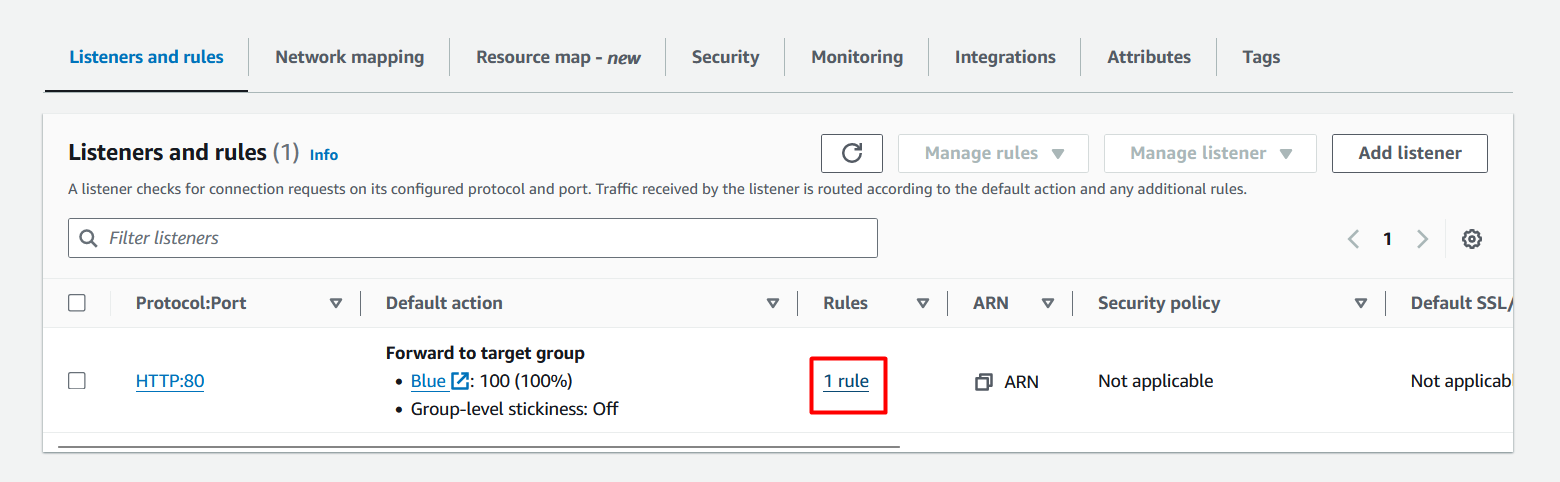 Listeners and rules
Network mapping
Resource map - new
Security
Monitoring
Integrations
Attributes
Tags
Listeners and rules (1) Info
Manage rules
Manage listener
Add listener
A listener checks for connection requests on its configured protocol and port. Traffic received by the listener is routed according to the default action and any additional rules.
Filter listeners
1
Protocol:Port
Default action
Rules
ARN
Security policy
Default SSL/
HTTP:80
Forward to target group
• Blue : 100 (100%)
• Group-level stickiness: Off
1 rule
ARN
Not applicable
Not applicabl